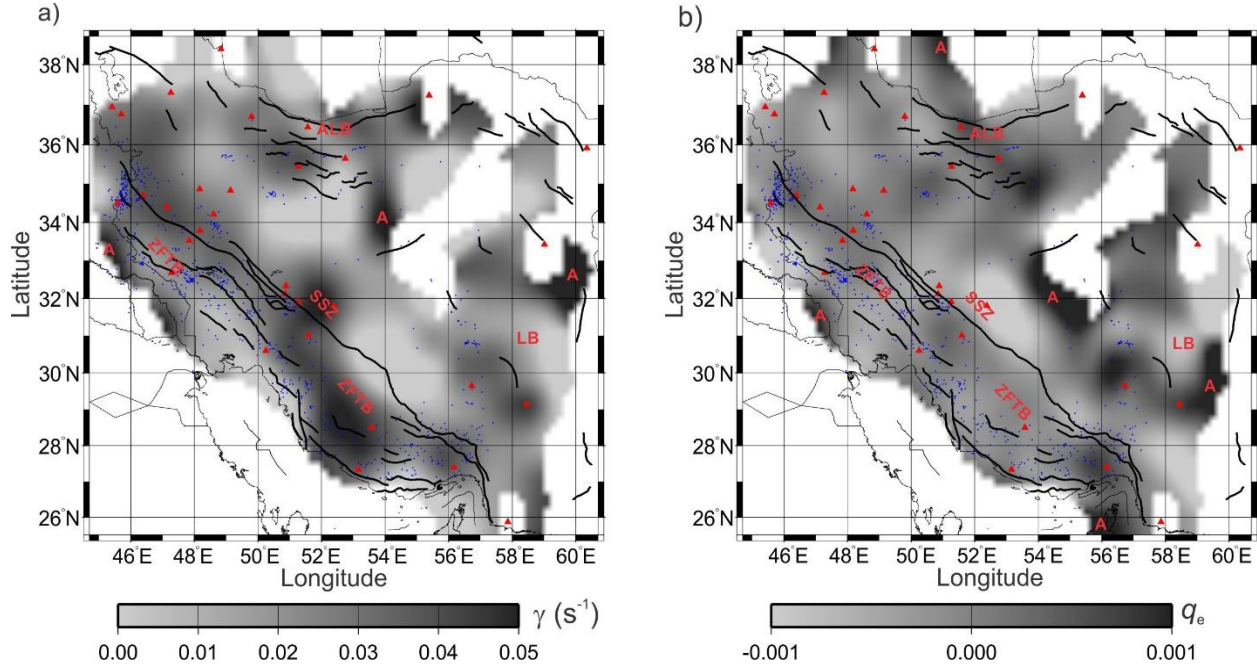 a)
38°N
36°N
34°N
32°N
30°N
28°N
26°N
Latitude
ALB
A
A
ZFTB
A
SSZ
LB
ZFTB
46°E 48°E 50°E 52°E 54°E 56°E 58°E 60°E
Longitude
γ (s⁻¹)
0.00 0.01 0.02 0.03 0.04 0.05
b)
38°N
36°N
34°N
32°N
30°N
28°N
26°N
Latitude
A
ALB
ZFTB
A
SSZ
A
LB
A
ZFTB
A
46°E 48°E 50°E 52°E 54°E 56°E 58°E 60°E
Longitude
qₑ
-0.001 0.000 0.001